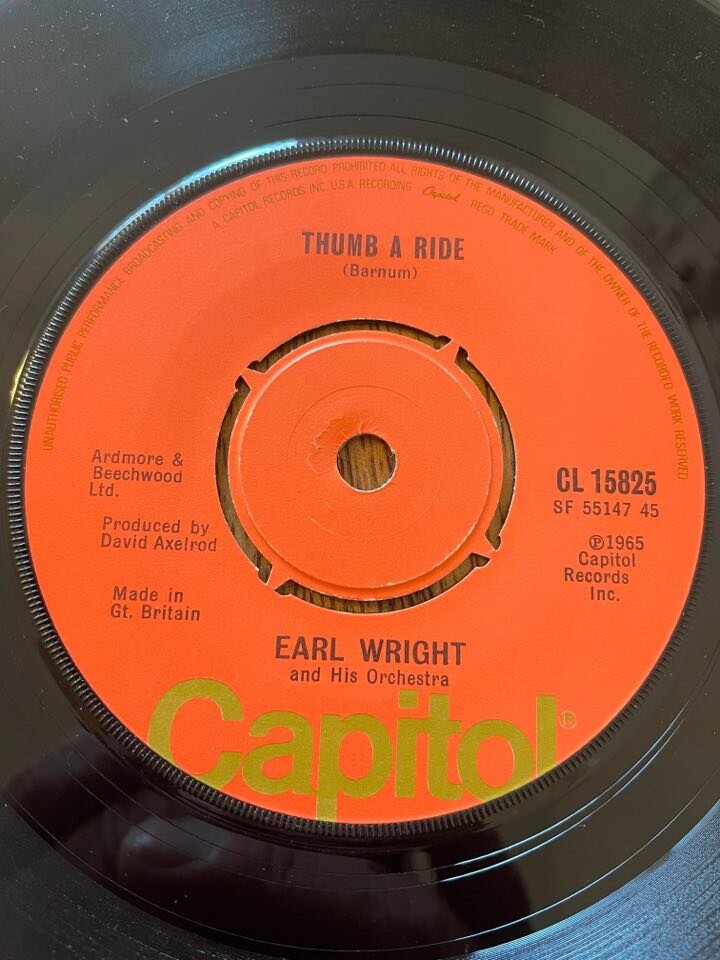 UNAUTHORISED PUBLIC PERFORMANCE BROADCASTING AND COPYING OF THIS RECORD PROHIBITED ALL RIGHTS OF THE MANUFACTURER AND OF THE OWNER OF THE RECORDED WORK RESERVED
A CAPITOL RECORDS INC. U.S.A. RECORDING Capitol REGD. TRADE MARK
THUMB A RIDE
(Barnum)
Ardmore &
Beechwood
Ltd.
Produced by
David Axelrod
Made in
Gt. Britain
CL 15825
SF 55147 45
℗1965
Capitol
Records
Inc.
EARL WRIGHT
and His Orchestra
Capitol®